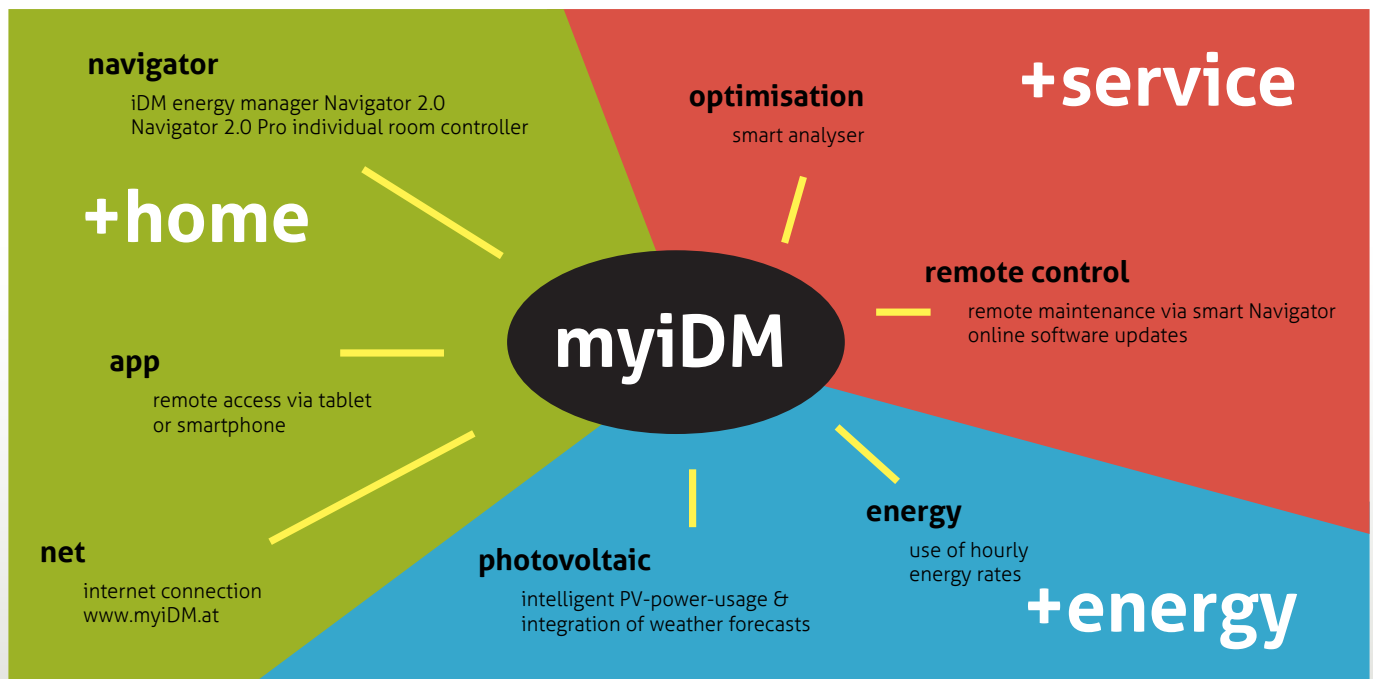 navigator
iDM energy manager Navigator 2.0
Navigator 2.0 Pro individual room controller
+home
app
remote access via tablet
or smartphone
net
internet connection
www.myiDM.at
myiDM
+service
optimisation
smart analyser
remote control
remote maintenance via smart Navigator
online software updates
photovoltaic
intelligent PV-power-usage &
integration of weather forecasts
energy
use of hourly
energy rates
+energy